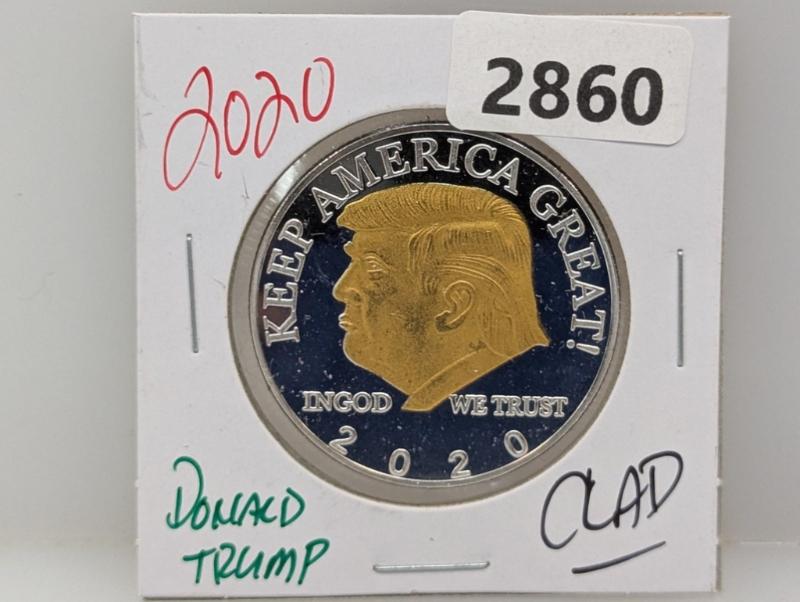 2020
2860
KEEP AMERICA GREAT!
INGOD WE TRUST
2020
DONALD
TRUMP
CLAD